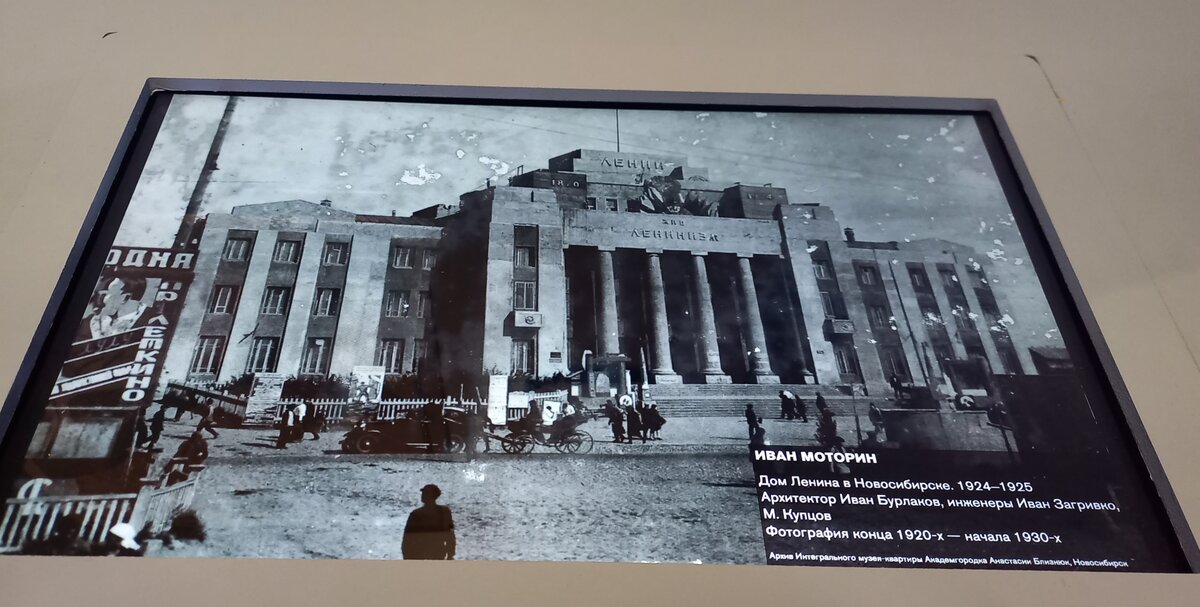 ЛЕНИН
ЛЕНИНИЗМ
ОДНА
ПРОЛЕТКИНО
ИВАН МОТОРИН
Дом Ленина в Новосибирске. 1924–1925
Архитектор Иван Бурлаков, инженеры Иван Загривко,
М. Купцов
Фотография конца 1920-х — начала 1930-х
Архив Интегрального музея-квартиры Академгородка Анастасии Близнюк, Новосибирск